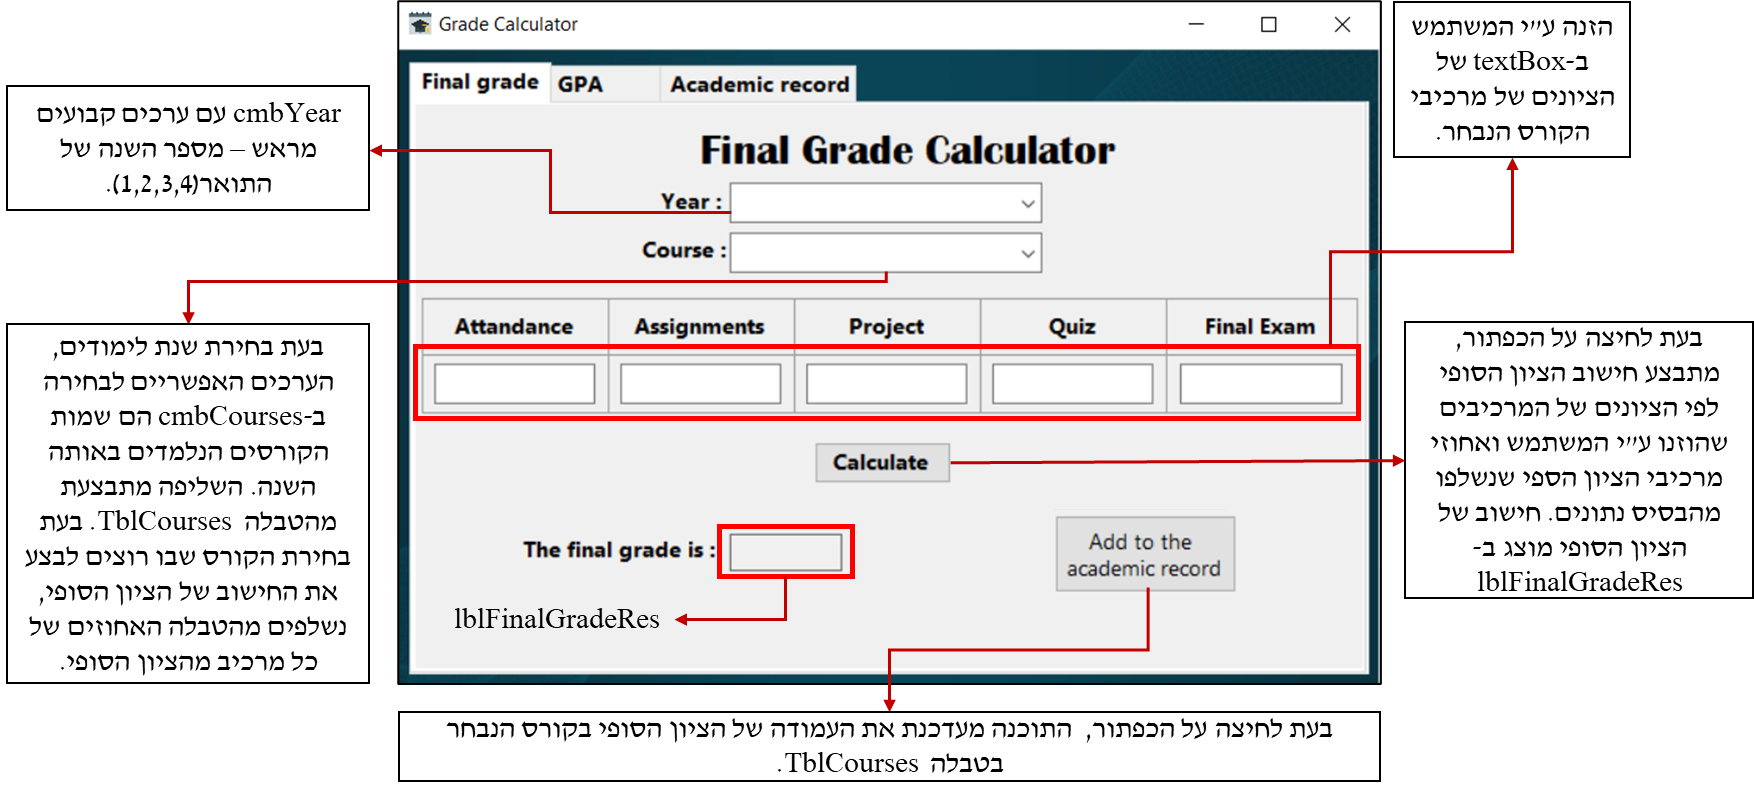 Grade Calculator
Final grade
GPA
Academic record
Final Grade Calculator
Year :
Course :
Attandance
Assignments
Project
Quiz
Final Exam
Calculate
The final grade is :
Add to the
academic record
lblFinalGradeRes
הזנה ע״י המשתמש
ב-textBox של
הציונים של מרכיבי
הקורס הנבחר.
cmbYear עם ערכים קבועים
מראש – מספר השנה של
התואר(1,2,3,4).
בעת בחירת שנת לימודים,
הערכים האפשריים לבחירה
ב-cmbCourses הם שמות
הקורסים הנלמדים באותה
השנה. השליפה מתבצעת
מהטבלה TblCourses. בעת
בחירת הקורס שבו רוצים לבצע
את החישוב של הציון הסופי,
נשלפים מהטבלה האחוזים של
כל מרכיב מהציון הסופי.
בעת לחיצה על הכפתור,
מתבצע חישוב הציון הסופי
לפי הציונים של המרכיבים
שהוזנו ע״י המשתמש ואחוזי
מרכיבי הציון הספי שנשלפו
מהבסיס נתונים. חישוב של
הציון הסופי מוצג ב-
lblFinalGradeRes
בעת לחיצה על הכפתור, התוכנה מעדכנת את העמודה של הציון הסופי בקורס הנבחר
בטבלה TblCourses.